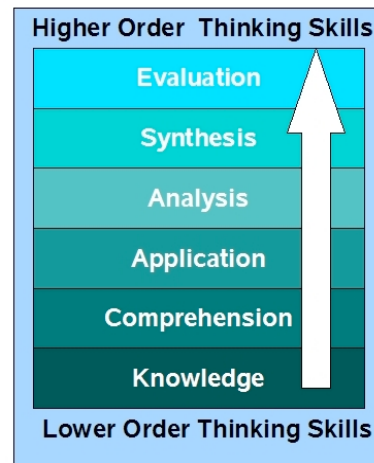 Higher Order Thinking Skills
Evaluation
Synthesis
Analysis
Application
Comprehension
Knowledge
Lower Order Thinking Skills